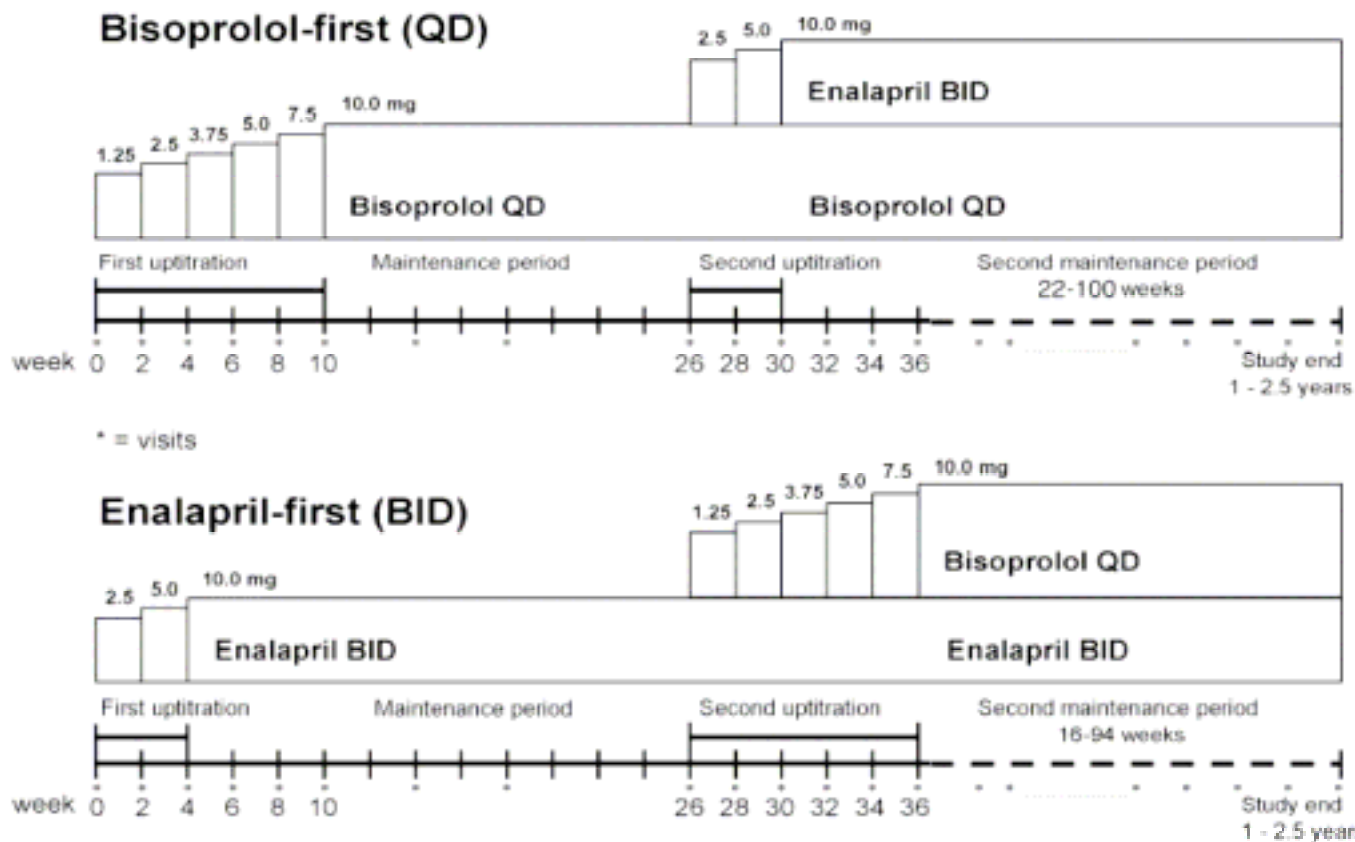 Bisoprolol-first (QD)
2.5 5.0 10.0 mg
Enalapril BID
1.25 2.5 3.75 5.0 7.5 10.0 mg
Bisoprolol QD Bisoprolol QD
First uptitration Maintenance period Second uptitration Second maintenance period
22-100 weeks
week 0 2 4 6 8 10 26 28 30 32 34 36 Study end
1 - 2.5 years
* = visits
Enalapril-first (BID)
1.25 2.5 3.75 5.0 7.5 10.0 mg
Bisoprolol QD
2.5 5.0 10.0 mg
Enalapril BID Enalapril BID
First uptitration Maintenance period Second uptitration Second maintenance period
16-94 weeks
week 0 2 4 6 8 10 26 28 30 32 34 36 Study end
1 - 2.5 year